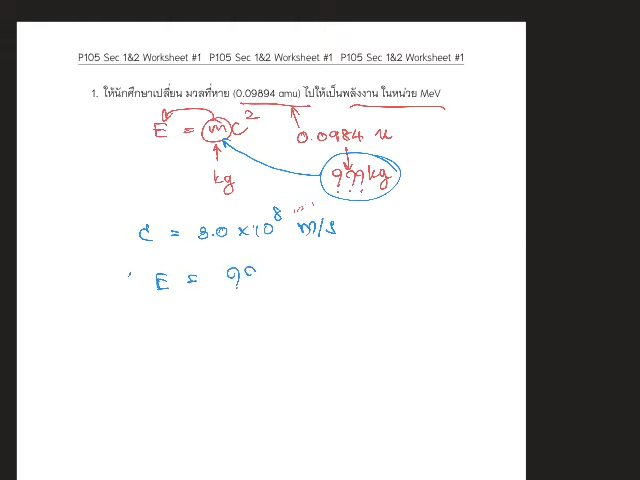 P105 Sec 1&2 Worksheet #1 P105 Sec 1&2 Worksheet #1 P105 Sec 1&2 Worksheet #1
1. ให้นักศึกษาเปลี่ยน มวลที่หาย (0.09894 amu) ไปให้เป็นพลังงาน ในหน่วย MeV
E = mc²
0.0984 u
kg
???kg
c = 3.0 × 10⁸ m/s
E = ??